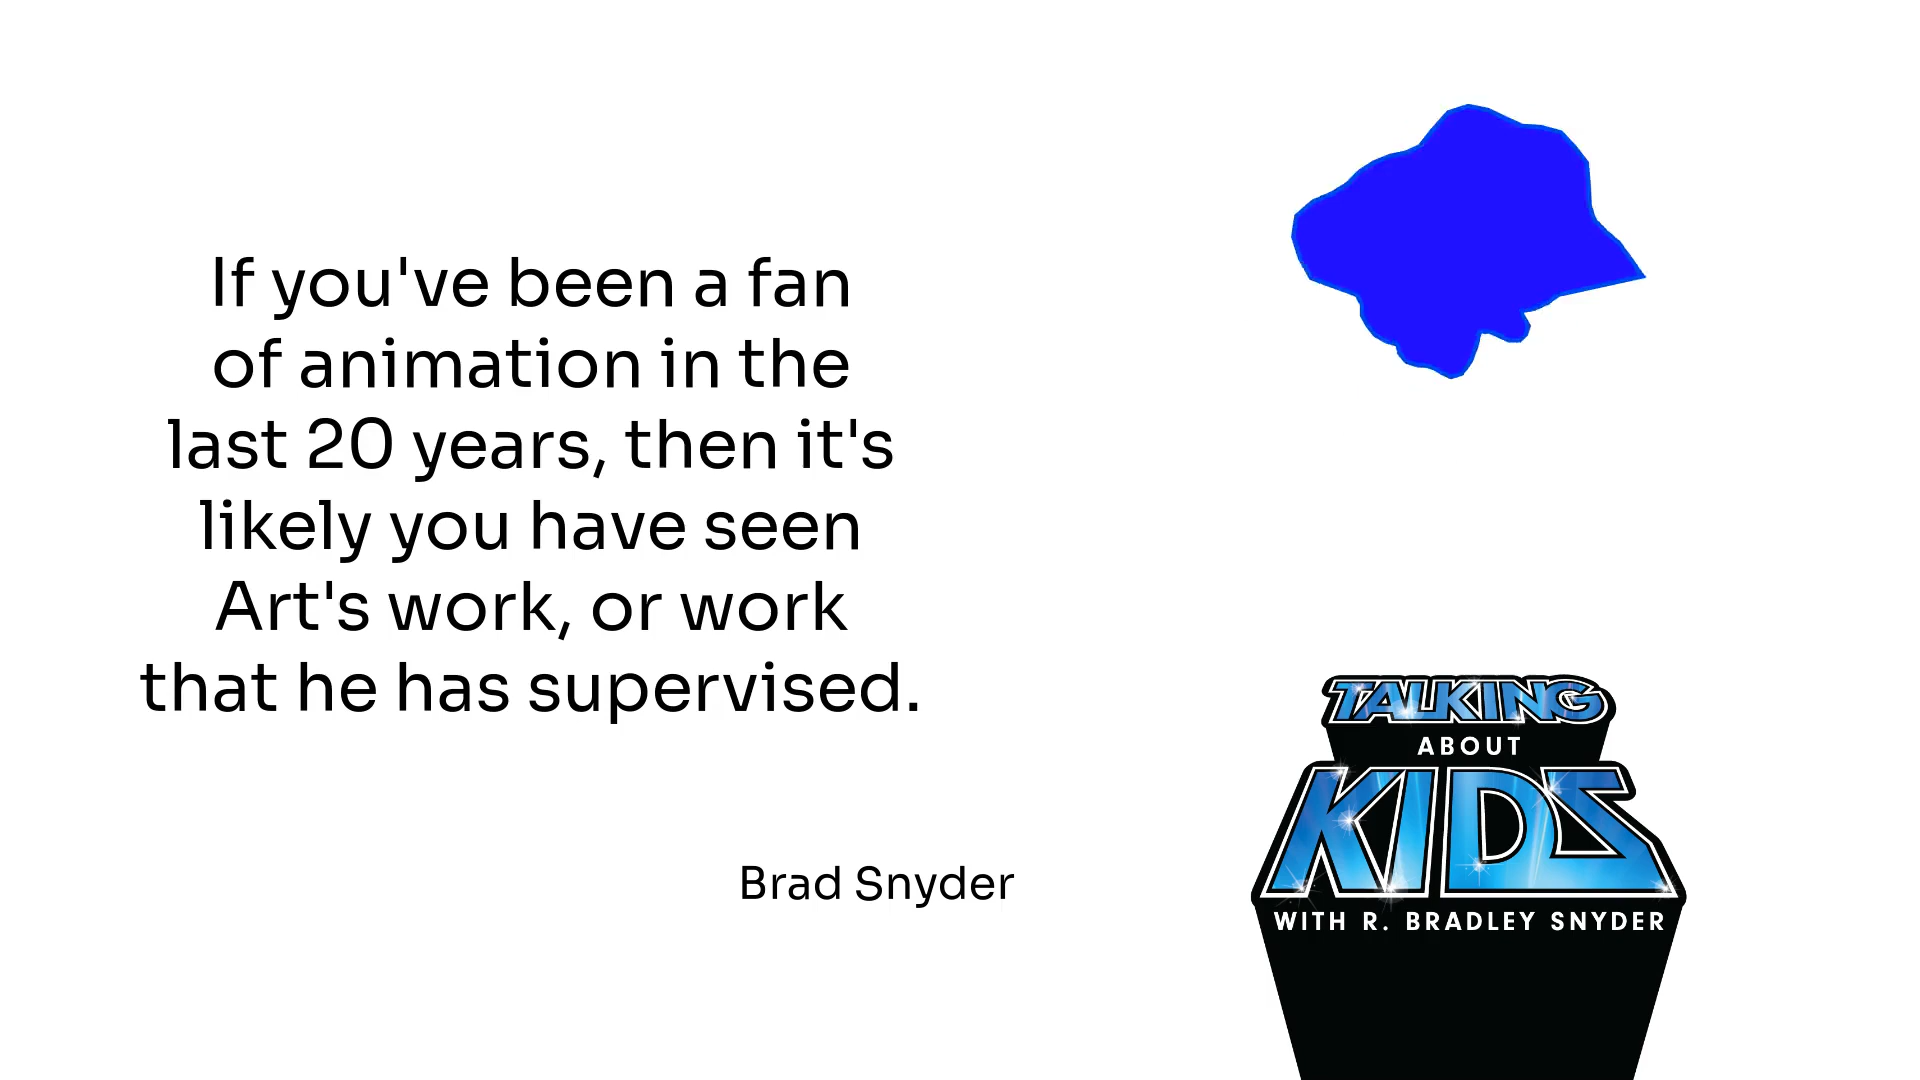 If you've been a fan
of animation in the
last 20 years, then it's
likely you have seen
Art's work, or work
that he has supervised.
Brad Snyder
TALKING
ABOUT
KIDS
WITH R. BRADLEY SNYDER